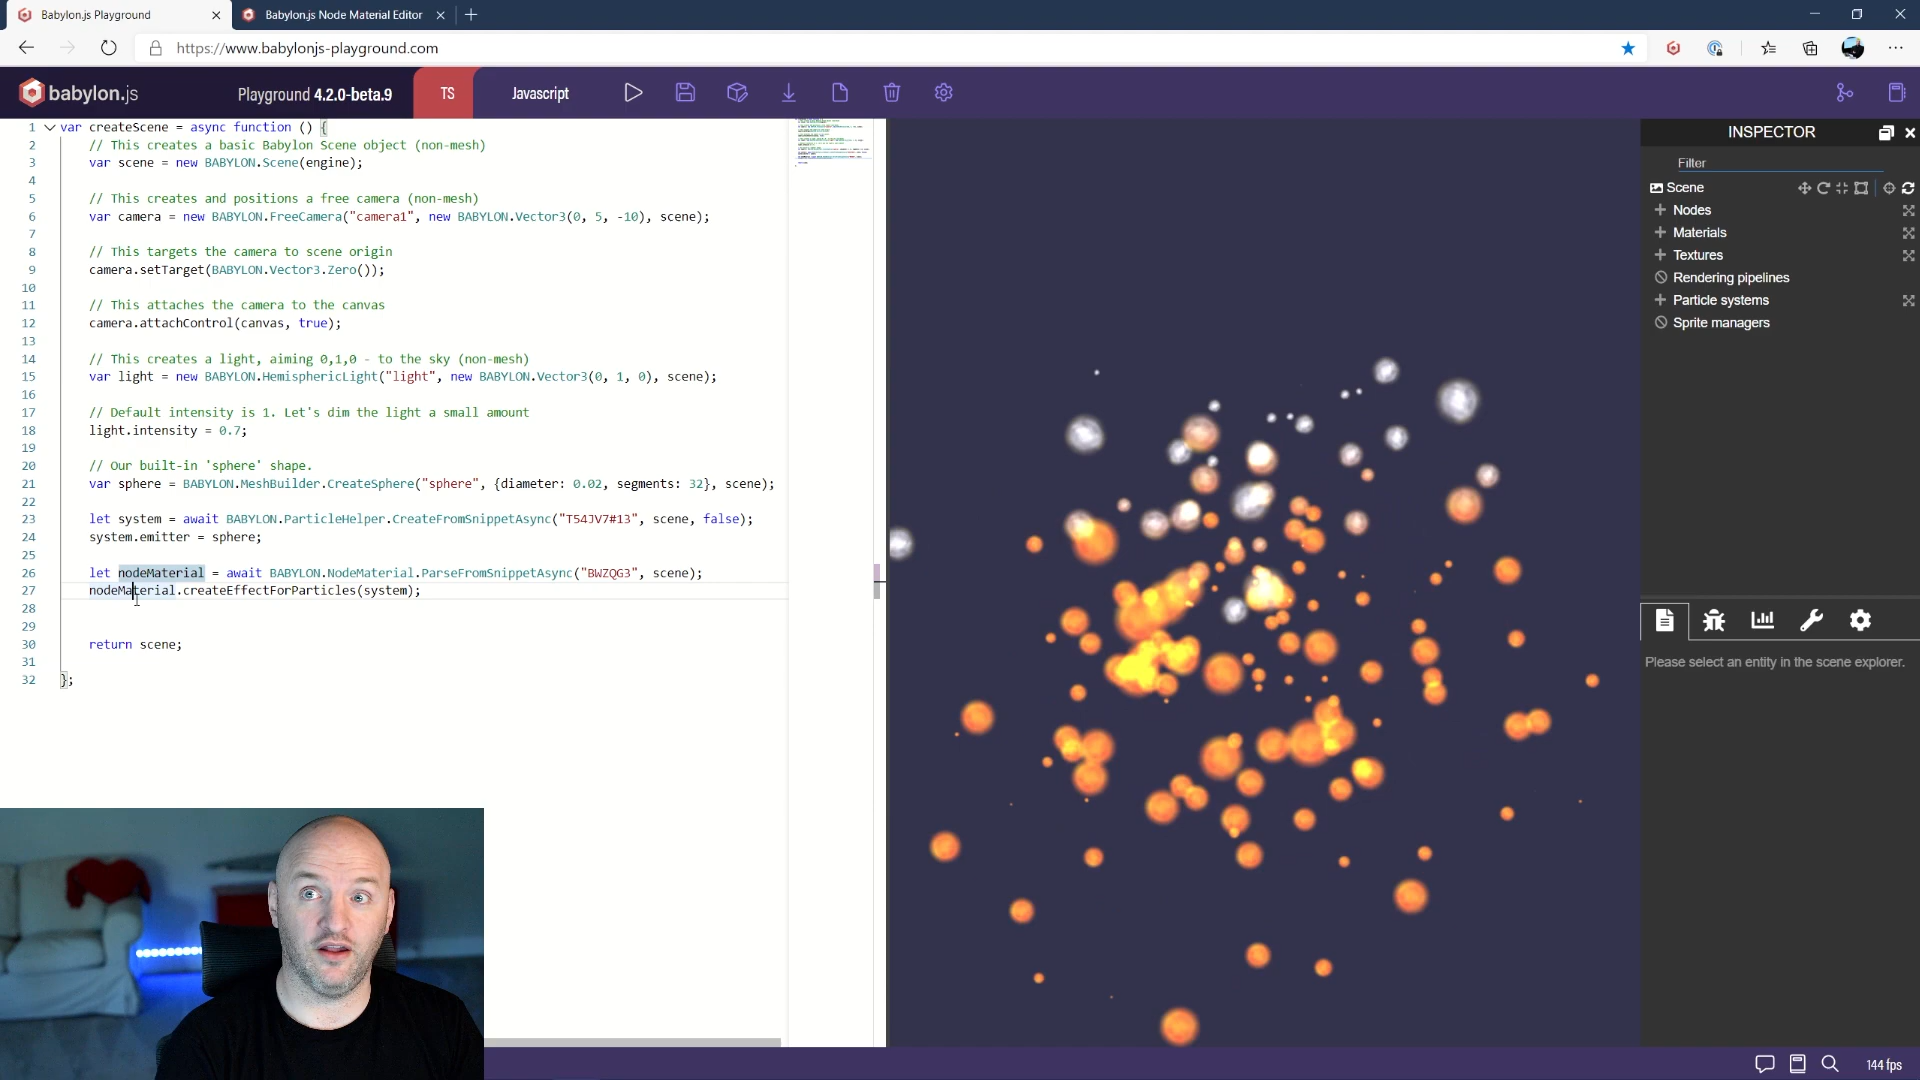 Babylon.js Playground
Babylon.js Node Material Editor
https://www.babylonjs-playground.com
babylon.js
Playground 4.2.0-beta.9
TS
Javascript
1 var createScene = async function () {
2 // This creates a basic Babylon Scene object (non-mesh)
3 var scene = new BABYLON.Scene(engine);
4
5 // This creates and positions a free camera (non-mesh)
6 var camera = new BABYLON.FreeCamera("camera1", new BABYLON.Vector3(0, 5, -10), scene);
7
8 // This targets the camera to scene origin
9 camera.setTarget(BABYLON.Vector3.Zero());
10
11 // This attaches the camera to the canvas
12 camera.attachControl(canvas, true);
13
14 // This creates a light, aiming 0,1,0 - to the sky (non-mesh)
15 var light = new BABYLON.HemisphericLight("light", new BABYLON.Vector3(0, 1, 0), scene);
16
17 // Default intensity is 1. Let's dim the light a small amount
18 light.intensity = 0.7;
19
20 // Our built-in 'sphere' shape.
21 var sphere = BABYLON.MeshBuilder.CreateSphere("sphere", {diameter: 0.02, segments: 32}, scene);
22
23 let system = await BABYLON.ParticleHelper.CreateFromSnippetAsync("T54JV7#13", scene, false);
24 system.emitter = sphere;
25
26 let nodeMaterial = await BABYLON.NodeMaterial.ParseFromSnippetAsync("BWZQG3", scene);
27 nodeMaterial.createEffectForParticles(system);
28
29
30 return scene;
31
32 };
INSPECTOR
Filter
Scene
Nodes
Materials
Textures
Rendering pipelines
Particle systems
Sprite managers
Please select an entity in the scene explorer.
144 fps